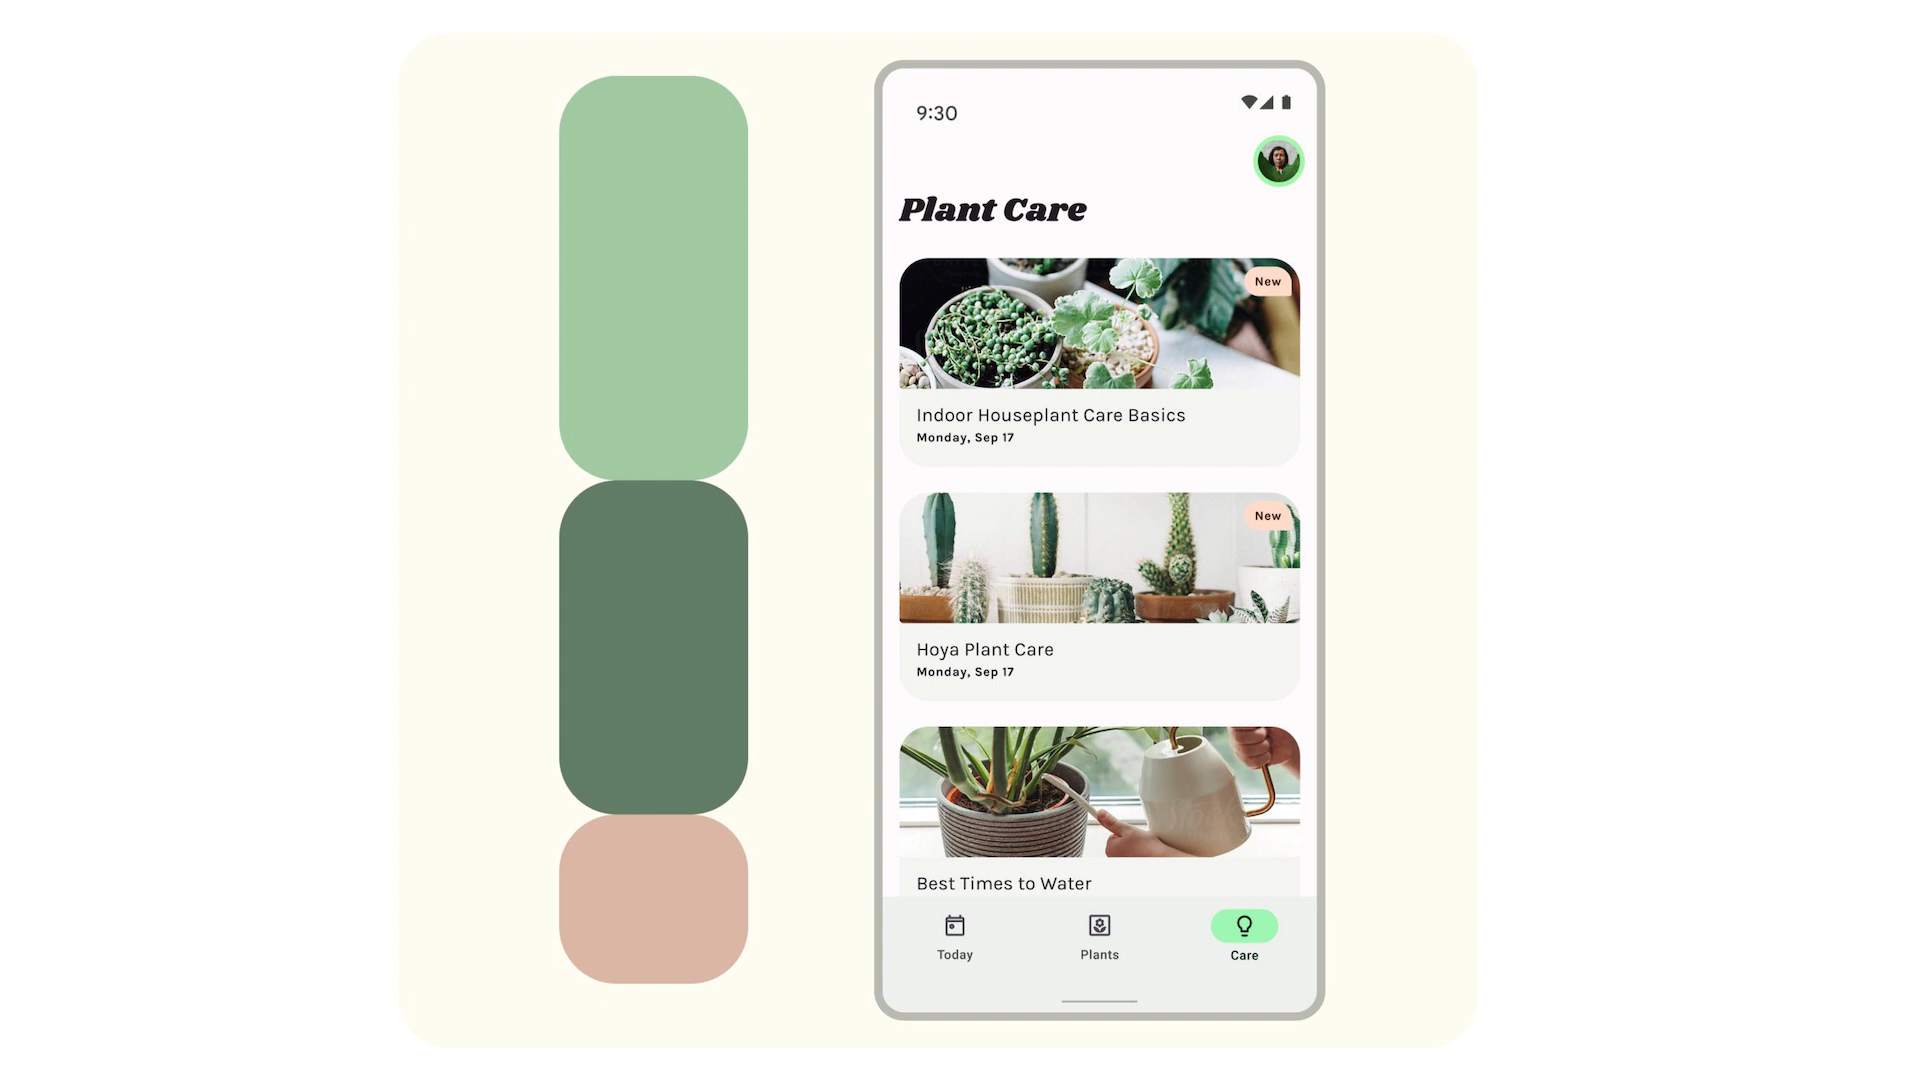 9:30
Plant Care
New
Indoor Houseplant Care Basics
Monday, Sep 17
New
Hoya Plant Care
Monday, Sep 17
Best Times to Water
Today
Plants
Care